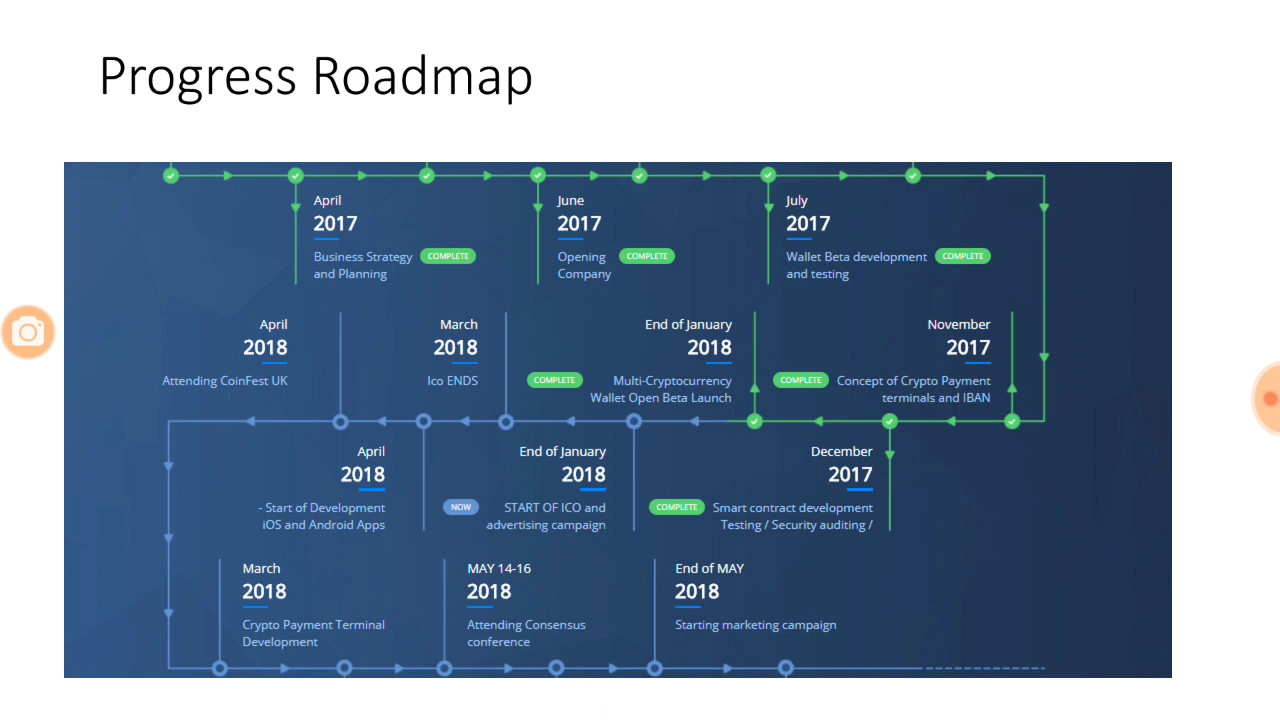 Progress Roadmap
April
2017
Business Strategy
and Planning
COMPLETE
June
2017
Opening
Company
COMPLETE
July
2017
Wallet Beta development
and testing
COMPLETE
April
2018
Attending CoinFest UK
March
2018
Ico ENDS
End of January
2018
COMPLETE
Multi-Cryptocurrency
Wallet Open Beta Launch
November
2017
COMPLETE
Concept of Crypto Payment
terminals and IBAN
April
2018
- Start of Development
iOS and Android Apps
End of January
2018
NOW
START OF ICO and
advertising campaign
December
2017
COMPLETE
Smart contract development
Testing / Security auditing /
March
2018
Crypto Payment Terminal
Development
MAY 14-16
2018
Attending Consensus
conference
End of MAY
2018
Starting marketing campaign